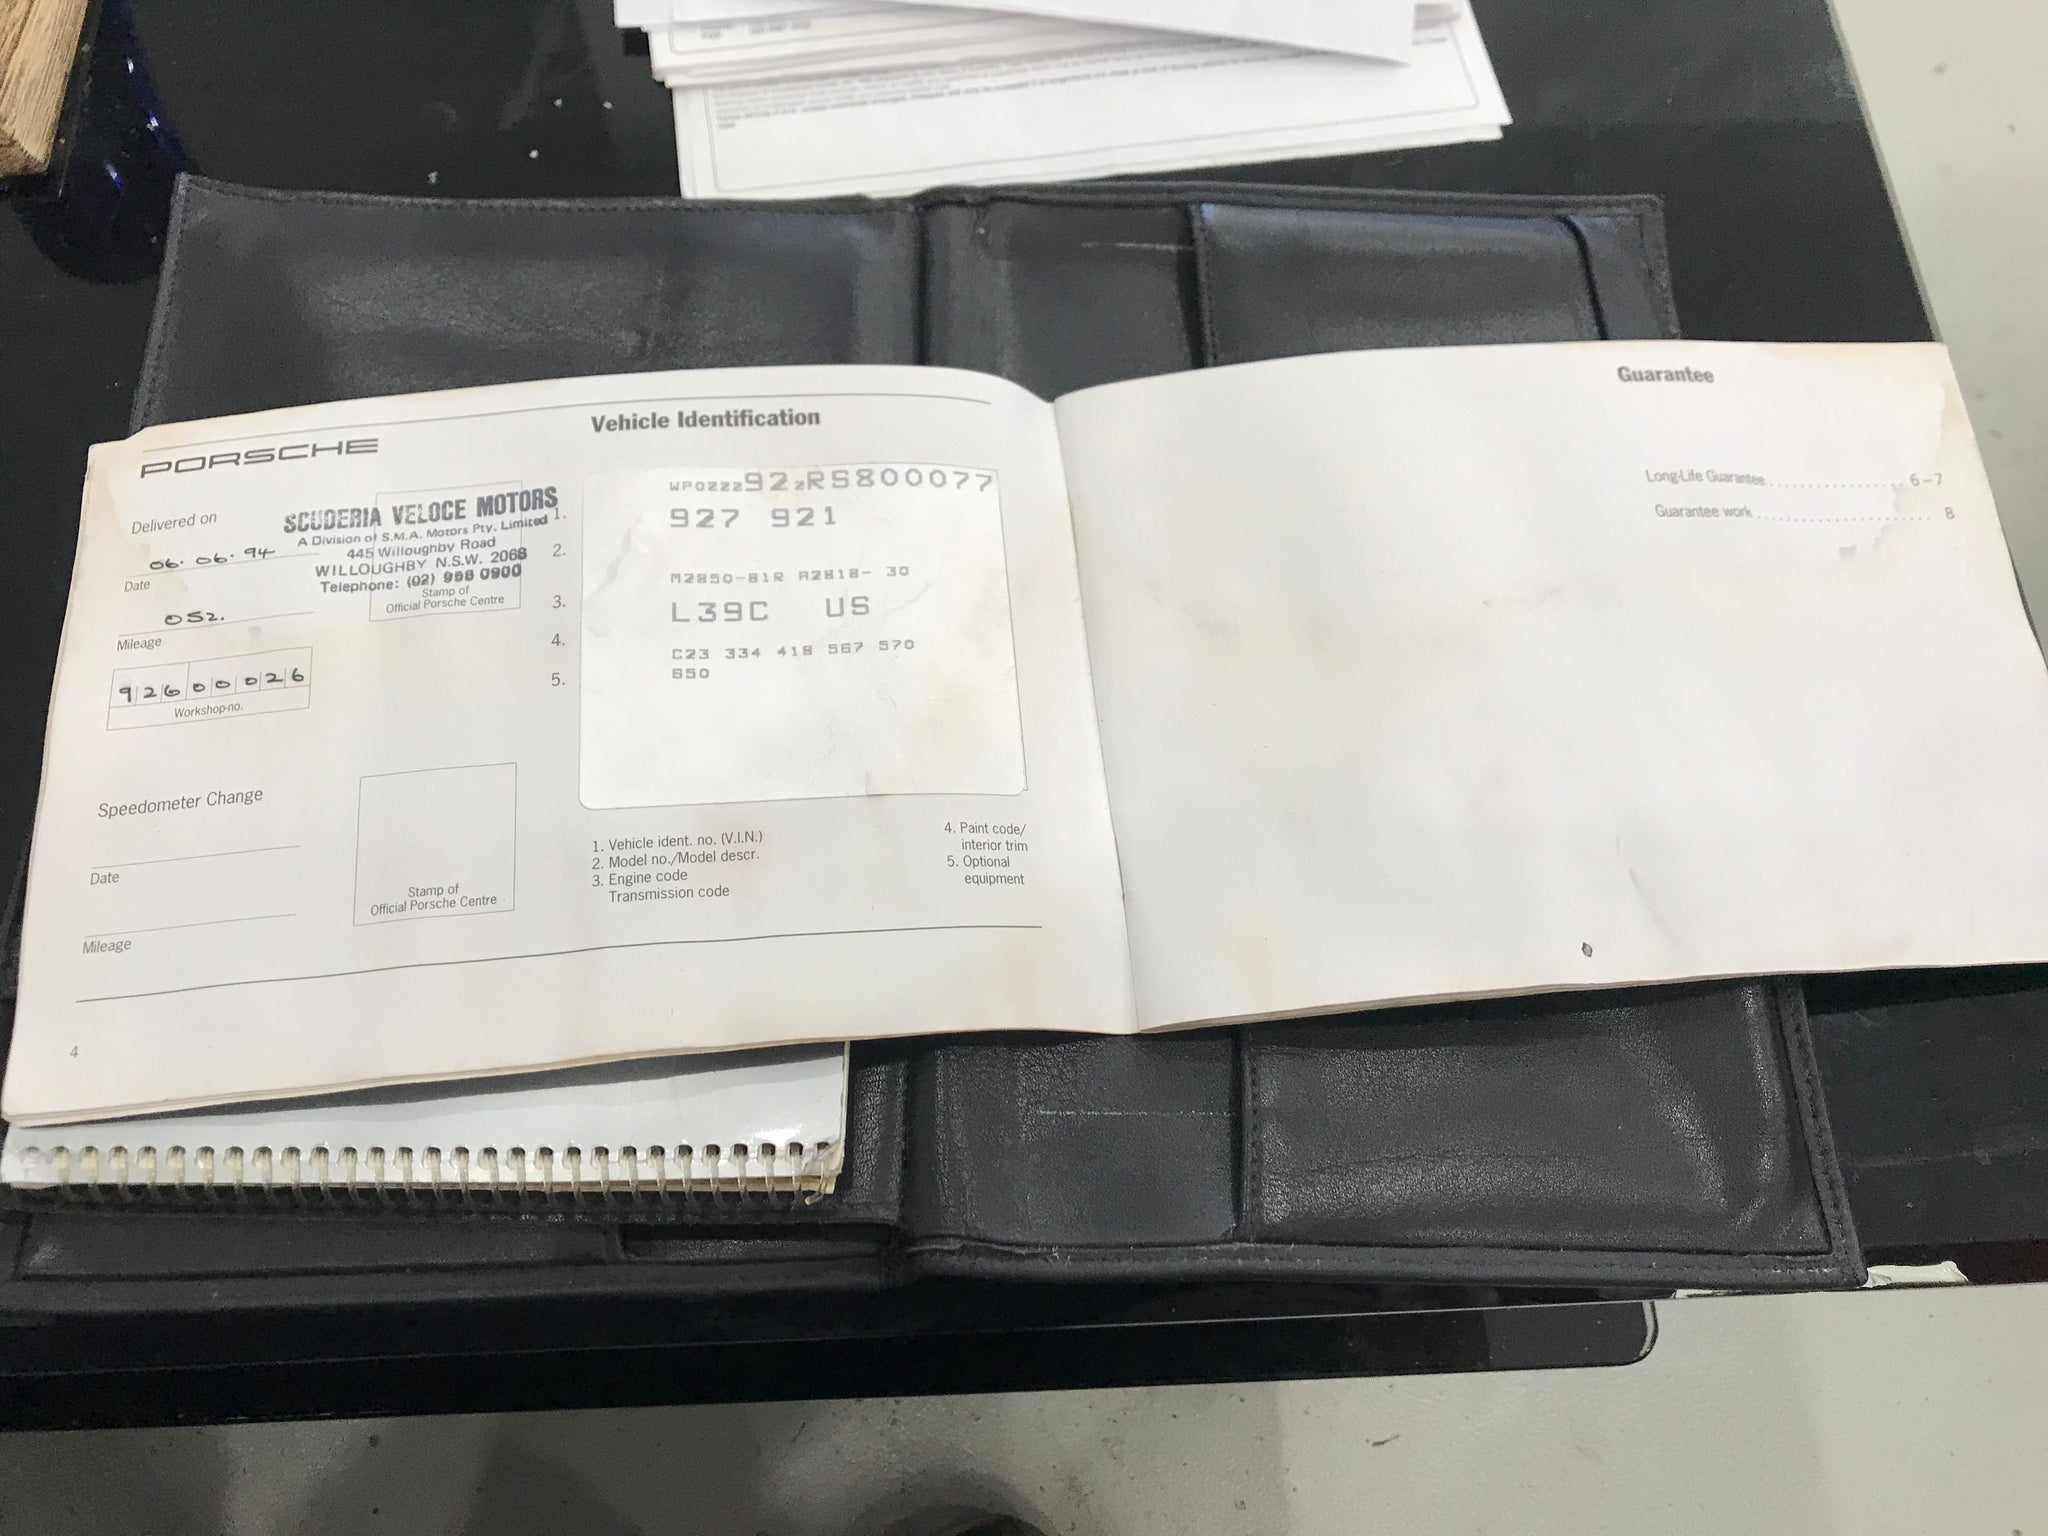 PORSCHE
Vehicle Identification
Delivered on
06.06.94
Date
052.
Mileage
92600026
Workshop-no.
SCUDERIA VELOCE MOTORS
A Division of S.M.A. Motors Pty. Limited
445 Willoughby Road
WILLOUGHBY N.S.W. 2068
Telephone: (02) 958 0900
Stamp of
Official Porsche Centre
1.
2.
3.
4.
5.
WP0ZZZ92ZRS800077
927 921
M2850-81R A2818- 30
L39C US
C23 334 418 567 570
650
Speedometer Change
Date
Mileage
Stamp of
Official Porsche Centre
1. Vehicle ident. no. (V.I.N.)
2. Model no./Model descr.
3. Engine code
Transmission code
4. Paint code/
interior trim
5. Optional
equipment
4
Guarantee
Long-Life Guarantee .................... 6-7
Guarantee work .......................... 8